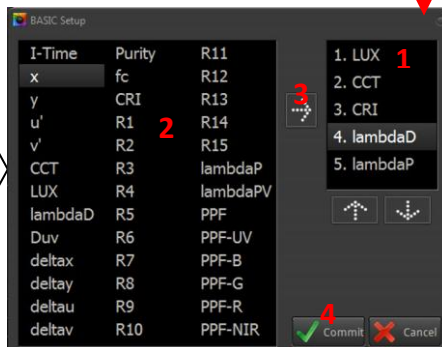 BASIC Setup
I-Time Purity R11
x fc R12
y CRI R13
u' R1 R14
v' R2 R15
CCT R3 lambdaP
LUX R4 lambdaPV
lambdaD R5 PPF
Duv R6 PPF-UV
deltax R7 PPF-B
deltay R8 PPF-G
deltau R9 PPF-R
deltav R10 PPF-NIR
2
3
1. LUX 1
2. CCT
3. CRI
4. lambdaD
5. lambdaP
4
Commit Cancel